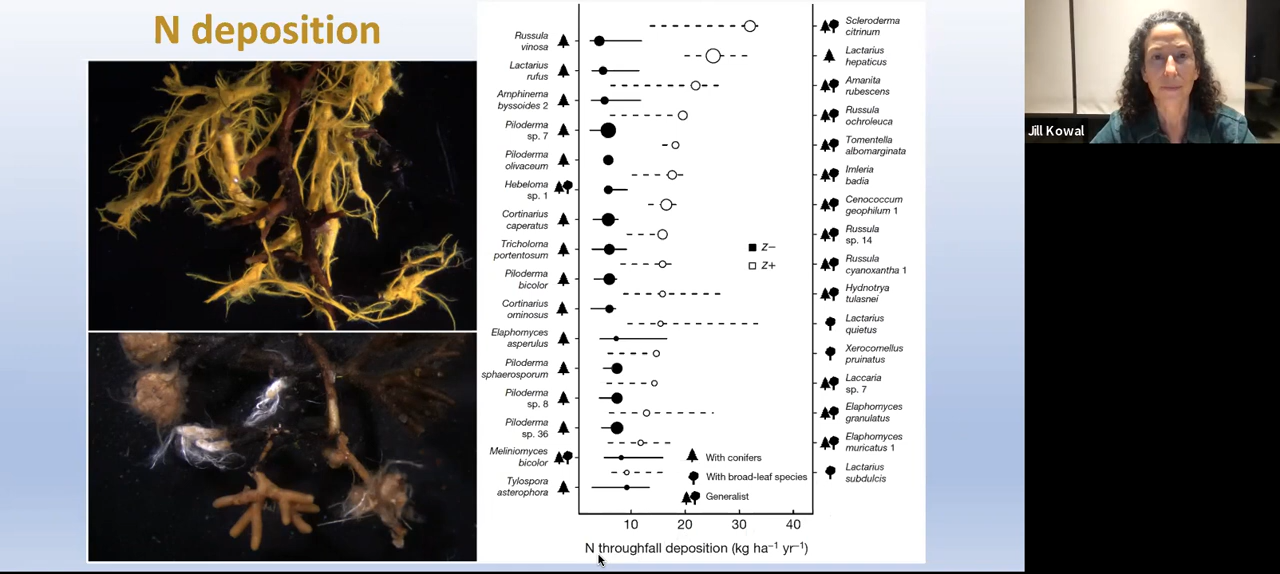 N deposition
Russula
vinosa
Lactarius
rufus
Amphinema
byssoides 2
Piloderma
sp. 7
Piloderma
olivaceum
Hebeloma
sp. 1
Cortinarius
caperatus
Tricholoma
portentosum
Piloderma
bicolor
Cortinarius
ominosus
Elaphomyces
asperulus
Piloderma
sphaerosporum
Piloderma
sp. 8
Piloderma
sp. 36
Meliniomyces
bicolor
Tylospora
asterophora
Z−
Z+
With conifers
With broad-leaf species
Generalist
10 20 30 40
N throughfall deposition (kg ha⁻¹ yr⁻¹)
Scleroderma
citrinum
Lactarius
hepaticus
Amanita
rubescens
Russula
ochroleuca
Tomentella
albomarginata
Imleria
badia
Cenococcum
geophilum 1
Russula
sp. 14
Russula
cyanoxantha 1
Hydnotrya
tulasnei
Lactarius
quietus
Xerocomellus
pruinatus
Laccaria
sp. 7
Elaphomyces
granulatus
Elaphomyces
muricatus 1
Lactarius
subdulcis
Jill Kowal